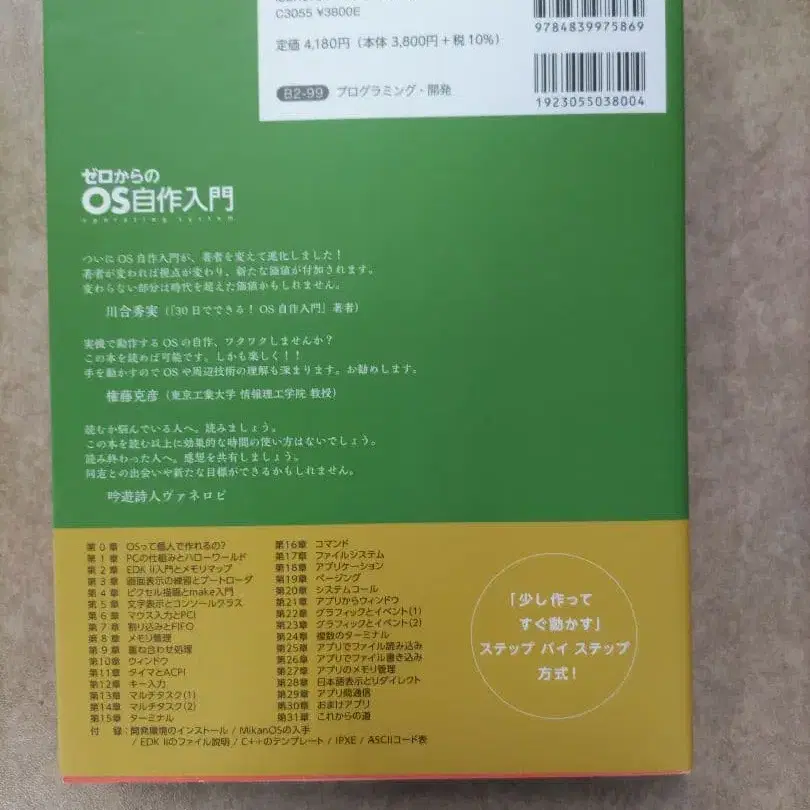 C3055 ¥3800E
定価 4,180円（本体 3,800円＋税 10%）
9784839975869
B2-99 プログラミング・開発
1923055038004
ゼロからの
OS自作入門
operating system
ついに OS 自作入門が、著者を変えて進化しました！
著者が変われば視点が変わり、新たな価値が付加されます。
変わらない部分は時代を超えた価値かもしれません。
川合秀実（『30 日でできる！ OS 自作入門』著者）
実機で動作する OS の自作、ワクワクしませんか？
この本を読めば可能です。しかも楽しく！！
手を動かすので OS や周辺技術の理解も深まります。お勧めします。
権藤克彦（東京工業大学 情報理工学院 教授）
読むか悩んでいる人へ。読みましょう。
この本を読む以上に効果的な時間の使い方はないでしょう。
読み終わった人へ。感想を共有しましょう。
同志との出会いや新たな目標ができるかもしれません。
吟遊詩人ヴァネロピ
第 0 章 OSって個人で作れるの？
第 1 章 PCの仕組みとハローワールド
第 2 章 EDK II入門とメモリマップ
第 3 章 画面表示の練習とブートローダ
第 4 章 ピクセル描画とmake入門
第 5 章 文字表示とコンソールクラス
第 6 章 マウス入力とPCI
第 7 章 割り込みとFIFO
第 8 章 メモリ管理
第 9 章 重ね合わせ処理
第10章 ウィンドウ
第11章 タイマとACPI
第12章 キー入力
第13章 マルチタスク（1）
第14章 マルチタスク（2）
第15章 ターミナル
第16章 コマンド
第17章 ファイルシステム
第18章 アプリケーション
第19章 ページング
第20章 システムコール
第21章 アプリからウィンドウ
第22章 グラフィックとイベント（1）
第23章 グラフィックとイベント（2）
第24章 複数のターミナル
第25章 アプリでファイル読み込み
第26章 アプリでファイル書き込み
第27章 アプリのメモリ管理
第28章 日本語表示とリダイレクト
第29章 アプリ間通信
第30章 おまけアプリ
第31章 これからの道
付　録：開発環境のインストール / MikanOSの入手
/ EDK IIのファイル説明 / C++のテンプレート / iPXE / ASCIIコード表
「少し作って
すぐ動かす」
ステップ バイ ステップ
方式！